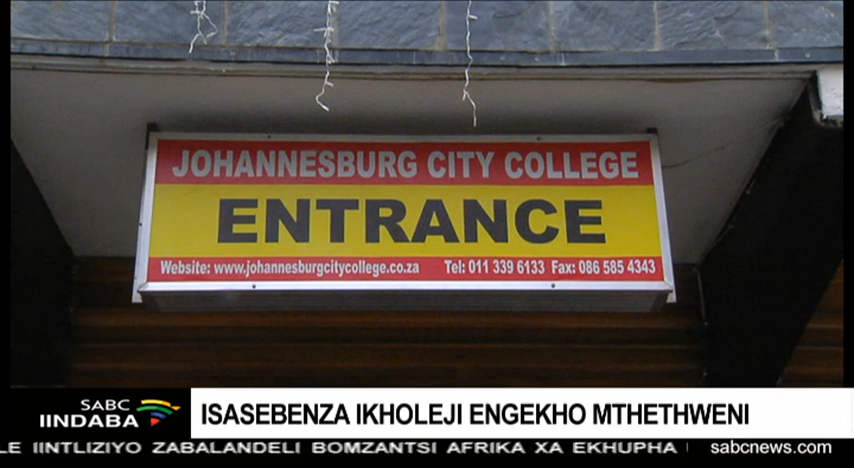 JOHANNESBURG CITY COLLEGE
ENTRANCE
Website: www.johannesburgcitycollege.co.za Tel: 011 339 6133 Fax: 086 585 4343
SABC
IINDABA
ISASEBENZA IKHOLEJI ENGEKHO MTHETHWENI
LE IINTLIZIYO ZABALANDELI BOMZANTSI AFRIKA XA EKHUPHA
sabcnews.com